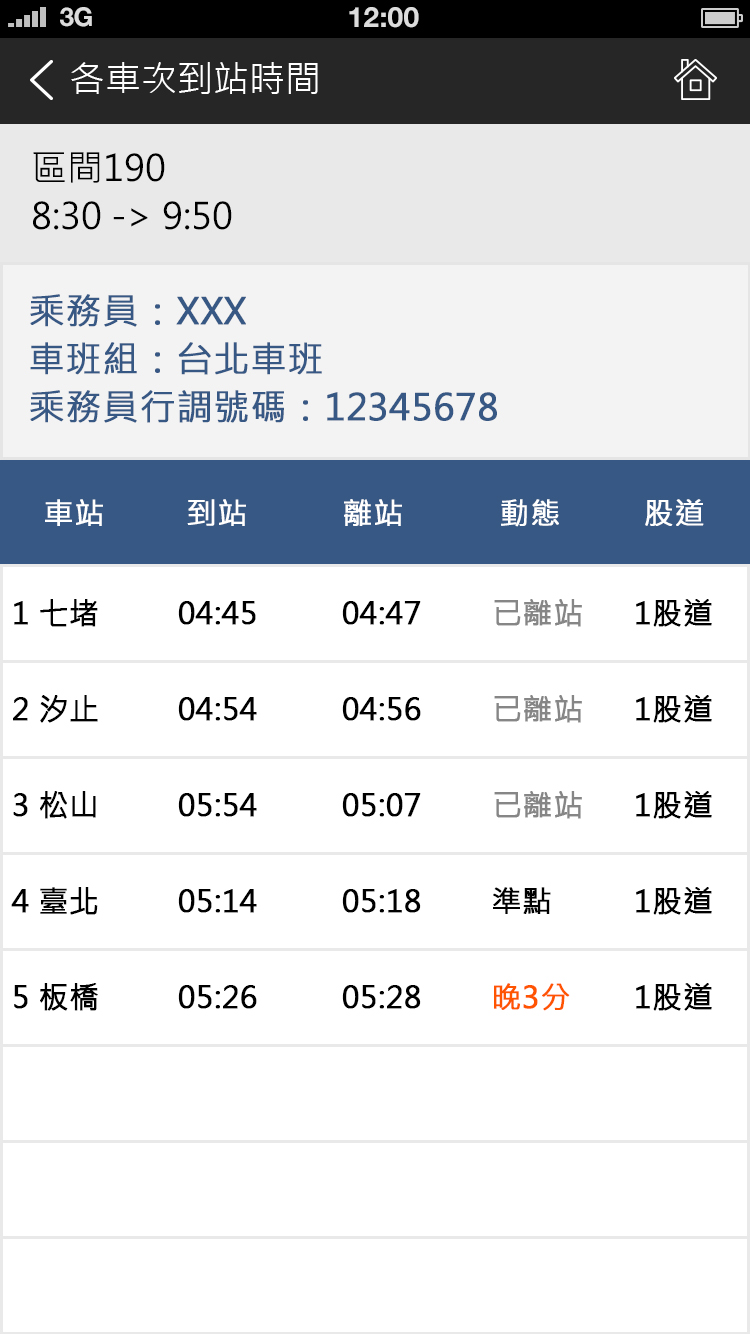 3G 12:00
各車次到站時間
區間190
8:30 -> 9:50
乘務員：XXX
車班組：台北車班
乘務員行調號碼：12345678
車站 到站 離站 動態 股道
1 七堵 04:45 04:47 已離站 1股道
2 汐止 04:54 04:56 已離站 1股道
3 松山 05:54 05:07 已離站 1股道
4 臺北 05:14 05:18 準點 1股道
5 板橋 05:26 05:28 晚3分 1股道